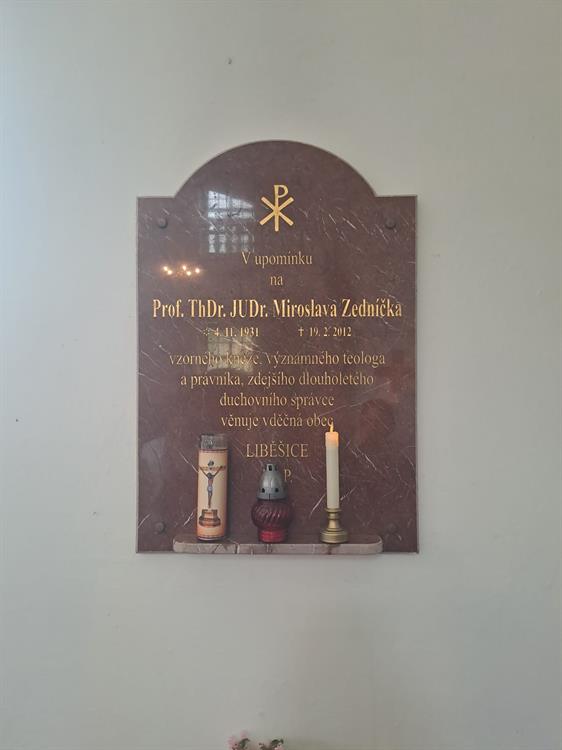 V upomínku
na
Prof. ThDr. JUDr. Miroslava Zedníčka
4. 11. 1931 † 19. 2. 2012
vzorného kněze, významného teologa
a právníka, zdejšího dlouholetého
duchovního správce
věnuje vděčná obec
LIBĚŠICE
P.